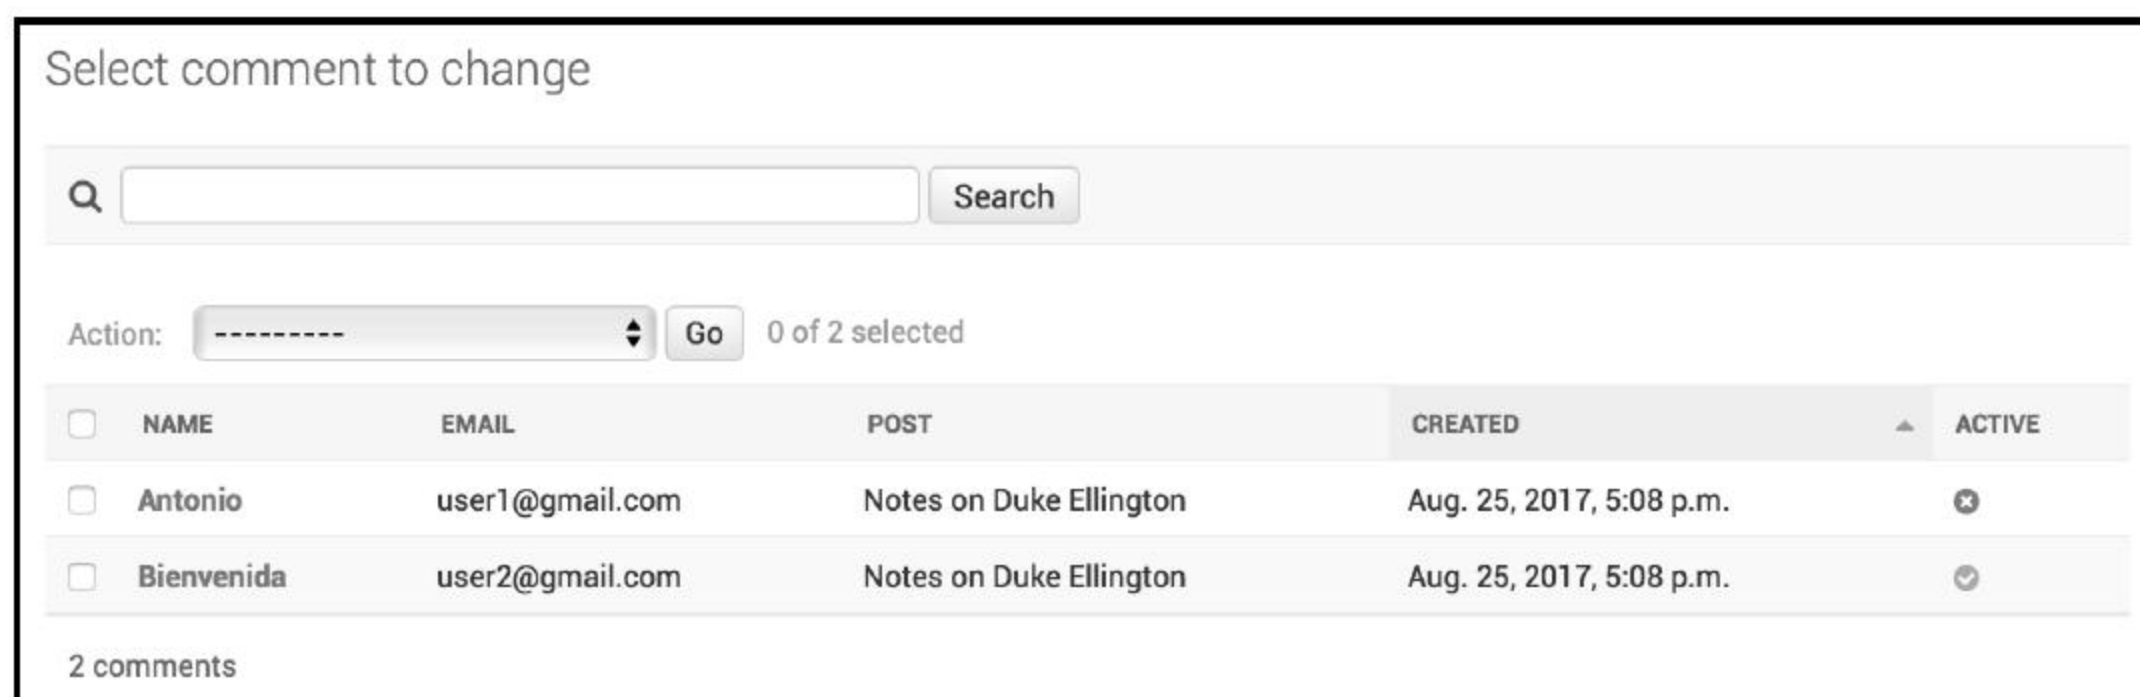 Select comment to change
Search
Action: --------- Go 0 of 2 selected
NAME EMAIL POST CREATED ACTIVE
Antonio user1@gmail.com Notes on Duke Ellington Aug. 25, 2017, 5:08 p.m.
Bienvenida user2@gmail.com Notes on Duke Ellington Aug. 25, 2017, 5:08 p.m.
2 comments